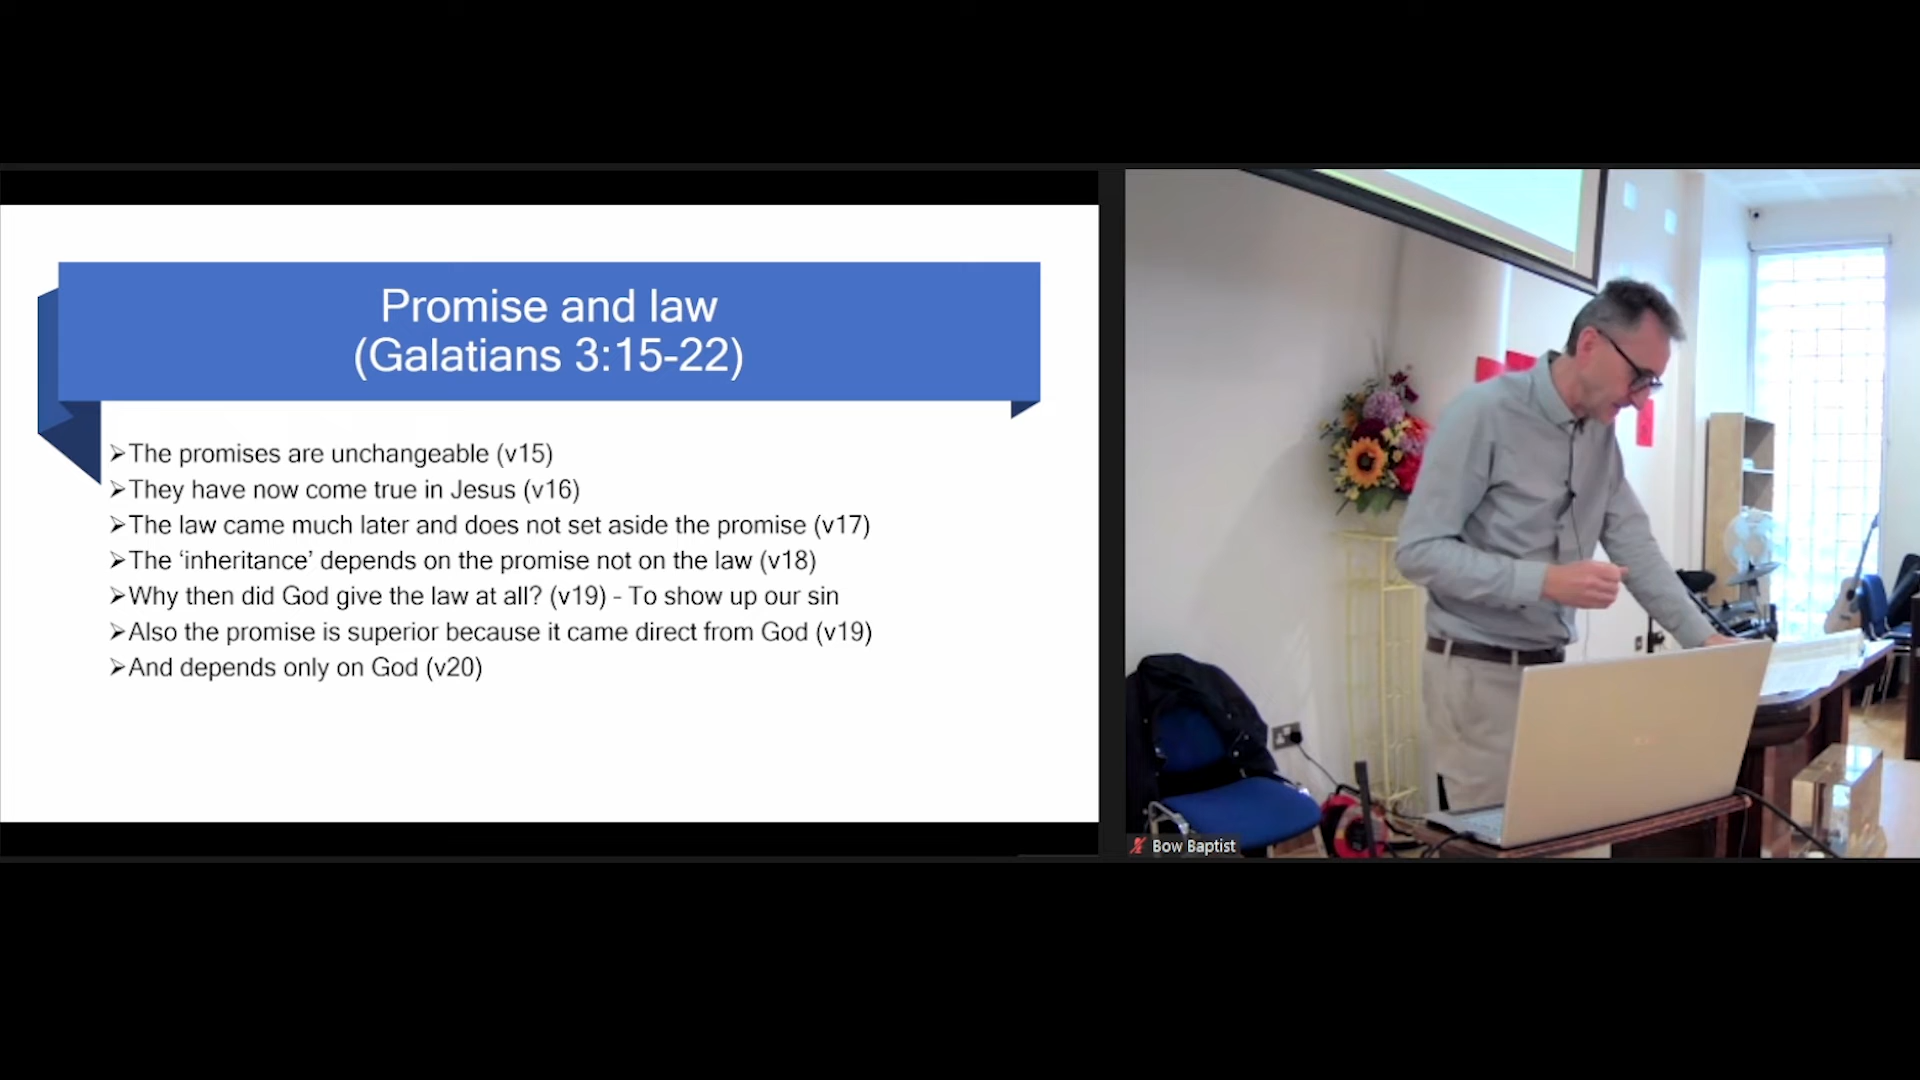 Promise and law
(Galatians 3:15-22)
➢The promises are unchangeable (v15)
➢They have now come true in Jesus (v16)
➢The law came much later and does not set aside the promise (v17)
➢The ‘inheritance’ depends on the promise not on the law (v18)
➢Why then did God give the law at all? (v19) - To show up our sin
➢Also the promise is superior because it came direct from God (v19)
➢And depends only on God (v20)
Bow Baptist